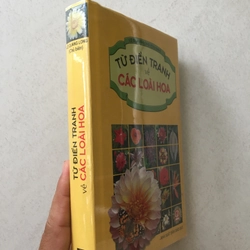 TỪ ĐIỂN TRANH
về
CÁC LOÀI HOA
TỪ ĐIỂN TRANH
về CÁC LOÀI HOA